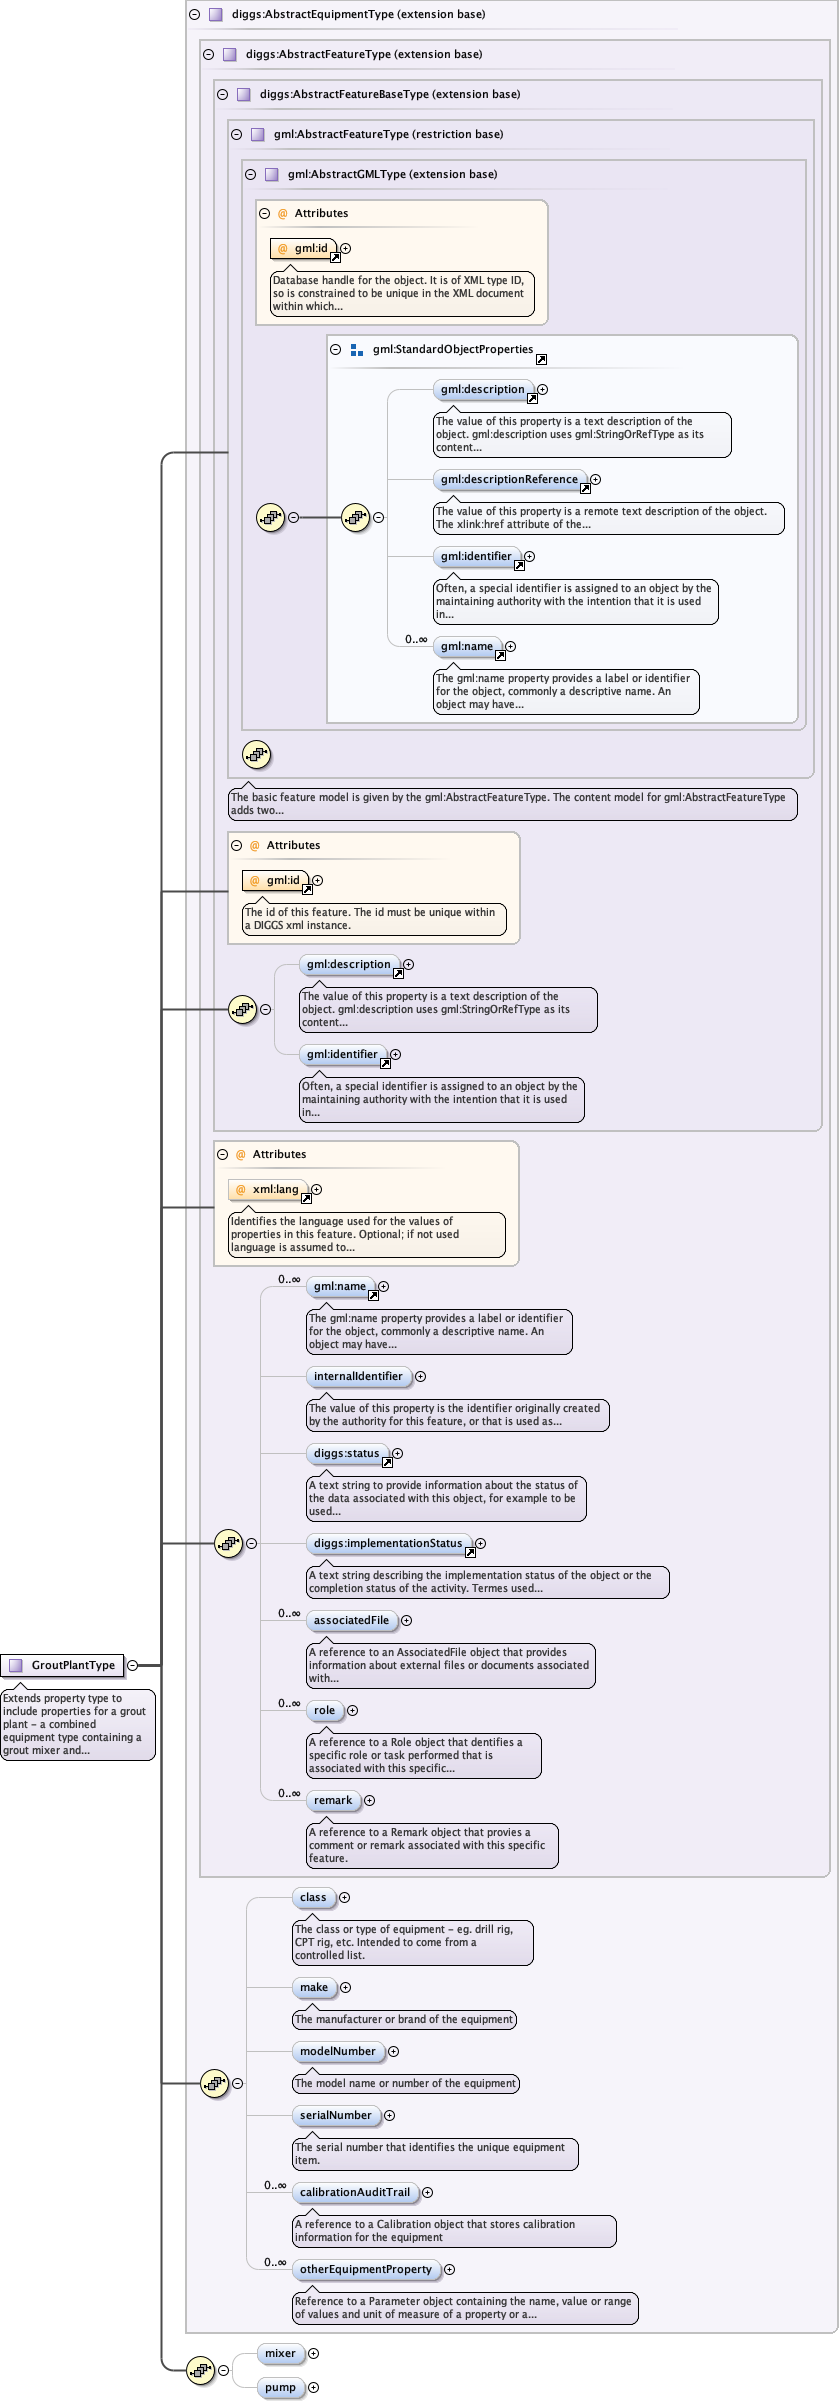 diggs:AbstractEquipmentType (extension base)
diggs:AbstractFeatureType (extension base)
diggs:AbstractFeatureBaseType (extension base)
gml:AbstractFeatureType (restriction base)
gml:AbstractGMLType (extension base)
@ Attributes
@ gml:id
Database handle for the object. It is of XML type ID,
so is constrained to be unique in the XML document
within which...
gml:StandardObjectProperties
gml:description
The value of this property is a text description of the
object. gml:description uses gml:StringOrRefType as its
content...
gml:descriptionReference
The value of this property is a remote text description of the object.
The xlink:href attribute of the...
gml:identifier
Often, a special identifier is assigned to an object by the
maintaining authority with the intention that it is used
in...
0..∞
gml:name
The gml:name property provides a label or identifier
for the object, commonly a descriptive name. An
object may have...
The basic feature model is given by the gml:AbstractFeatureType. The content model for gml:AbstractFeatureType
adds two...
@ Attributes
@ gml:id
The id of this feature. The id must be unique within
a DIGGS xml instance.
gml:description
The value of this property is a text description of the
object. gml:description uses gml:StringOrRefType as its
content...
gml:identifier
Often, a special identifier is assigned to an object by the
maintaining authority with the intention that it is used
in...
@ Attributes
@ xml:lang
Identifies the language used for the values of
properties in this feature. Optional; if not used
language is assumed to...
0..∞
gml:name
The gml:name property provides a label or identifier
for the object, commonly a descriptive name. An
object may have...
internalIdentifier
The value of this property is the identifier originally created
by the authority for this feature, or that is used as...
diggs:status
A text string to provide information about the status of
the data associated with this object, for example to be
used...
diggs:implementationStatus
A text string describing the implementation status of the object or the
completion status of the activity. Termes used...
0..∞
associatedFile
A reference to an AssociatedFile object that provides
information about external files or documents associated
with...
GroutPlantType
Extends property type to
include properties for a grout
plant - a combined
equipment type containing a
grout mixer and...
0..∞
role
A reference to a Role object that dentifies a
specific role or task performed that is
associated with this specific...
0..∞
remark
A reference to a Remark object that provies a
comment or remark associated with this specific
feature.
class
The class or type of equipment - eg. drill rig,
CPT rig, etc. Intended to come from a
controlled list.
make
The manufacturer or brand of the equipment
modelNumber
The model name or number of the equipment
serialNumber
The serial number that identifies the unique equipment
item.
0..∞
calibrationAuditTrail
A reference to a Calibration object that stores calibration
information for the equipment
0..∞
otherEquipmentProperty
Reference to a Parameter object containing the name, value or range
of values and unit of measure of a property or a...
mixer
pump